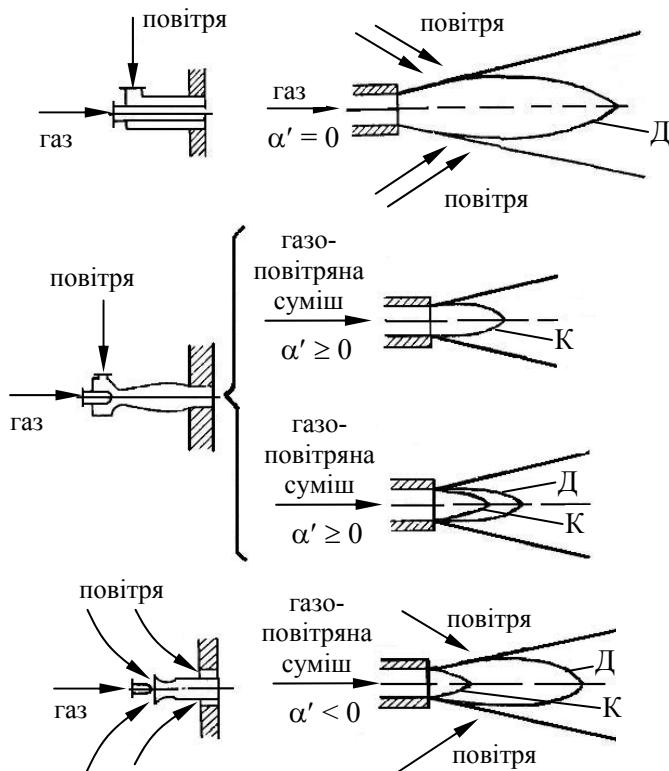 повітря
газ
повітря
газ
α′ = 0
Д
повітря
повітря
газ
газо-
повітряна
суміш
α′ ≥ 0
К
газо-
повітряна
суміш
α′ ≥ 0
Д
К
повітря
газ
газо-
повітряна
суміш
α′ < 0
повітря
Д
К
повітря